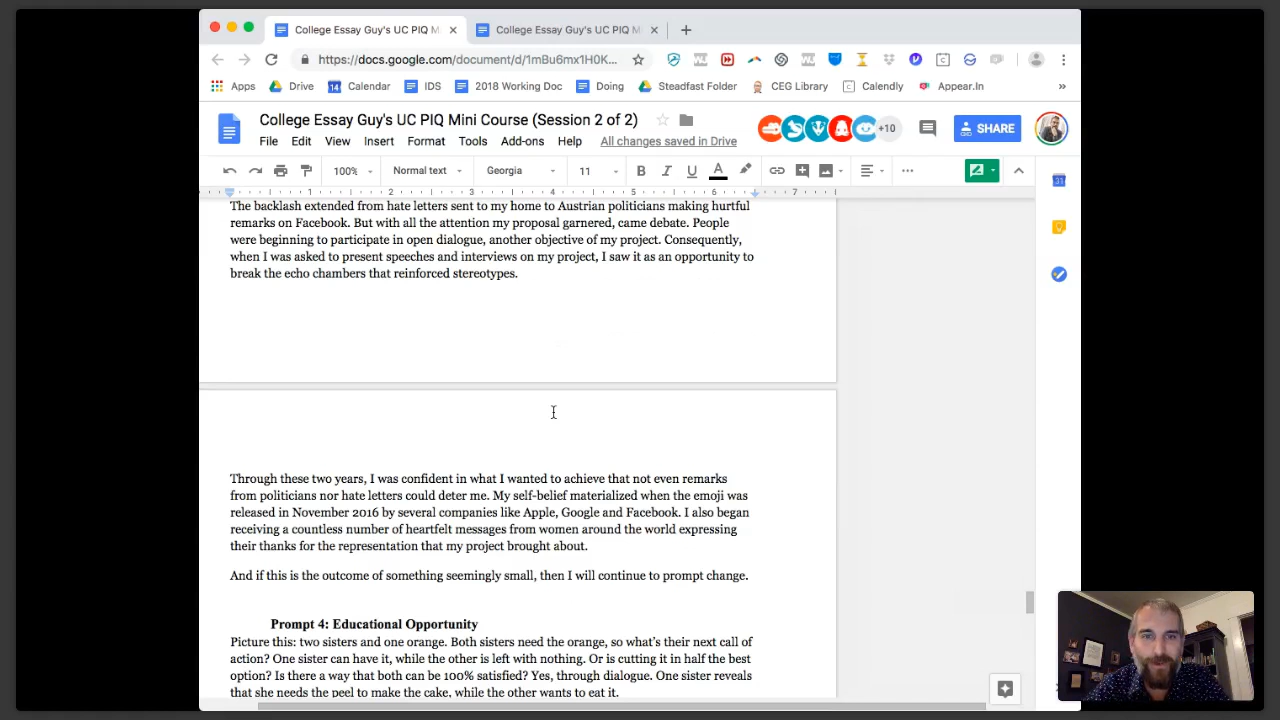 College Essay Guy's UC PIQ M
College Essay Guy's UC PIQ M
https://docs.google.com/document/d/1mBu6mx1H0K...
Apps
Drive
14
Calendar
IDS
2018 Working Doc
Doing
Steadfast Folder
CEG Library
C
Calendly
Appear.In
»
College Essay Guy's UC PIQ Mini Course (Session 2 of 2)
+10
SHARE
File Edit View Insert Format Tools Add-ons Help All changes saved in Drive
100%
Normal text
Georgia
11
B I U A
31
1 2 3 4 5 6 7
The backlash extended from hate letters sent to my home to Austrian politicians making hurtful
remarks on Facebook. But with all the attention my proposal garnered, came debate. People
were beginning to participate in open dialogue, another objective of my project. Consequently,
when I was asked to present speeches and interviews on my project, I saw it as an opportunity to
break the echo chambers that reinforced stereotypes.
Through these two years, I was confident in what I wanted to achieve that not even remarks
from politicians nor hate letters could deter me. My self-belief materialized when the emoji was
released in November 2016 by several companies like Apple, Google and Facebook. I also began
receiving a countless number of heartfelt messages from women around the world expressing
their thanks for the representation that my project brought about.
And if this is the outcome of something seemingly small, then I will continue to prompt change.
Prompt 4: Educational Opportunity
Picture this: two sisters and one orange. Both sisters need the orange, so what's their next call of
action? One sister can have it, while the other is left with nothing. Or is cutting it in half the best
option? Is there a way that both can be 100% satisfied? Yes, through dialogue. One sister reveals
that she needs the peel to make the cake, while the other wants to eat it.